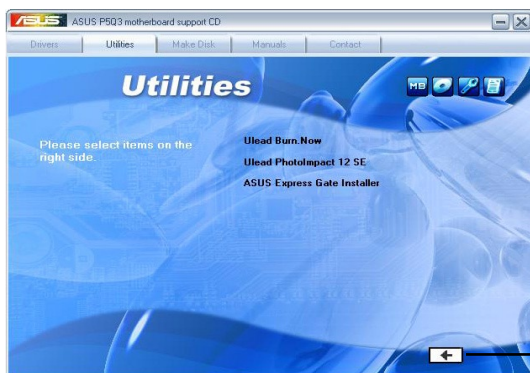 ASUS P5Q3 motherboard support CD
Drivers
Utilities
Make Disk
Manuals
Contact
Utilities
MB
Please select items on the
right side.
Ulead Burn.Now
Ulead PhotoImpact 12 SE
ASUS Express Gate Installer